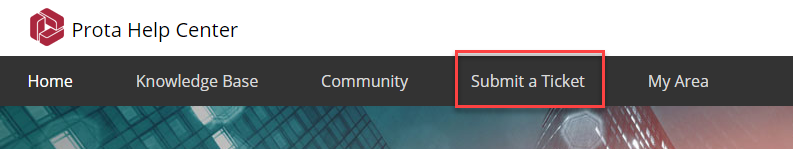 Prota Help Center
Home Knowledge Base Community Submit a Ticket My Area